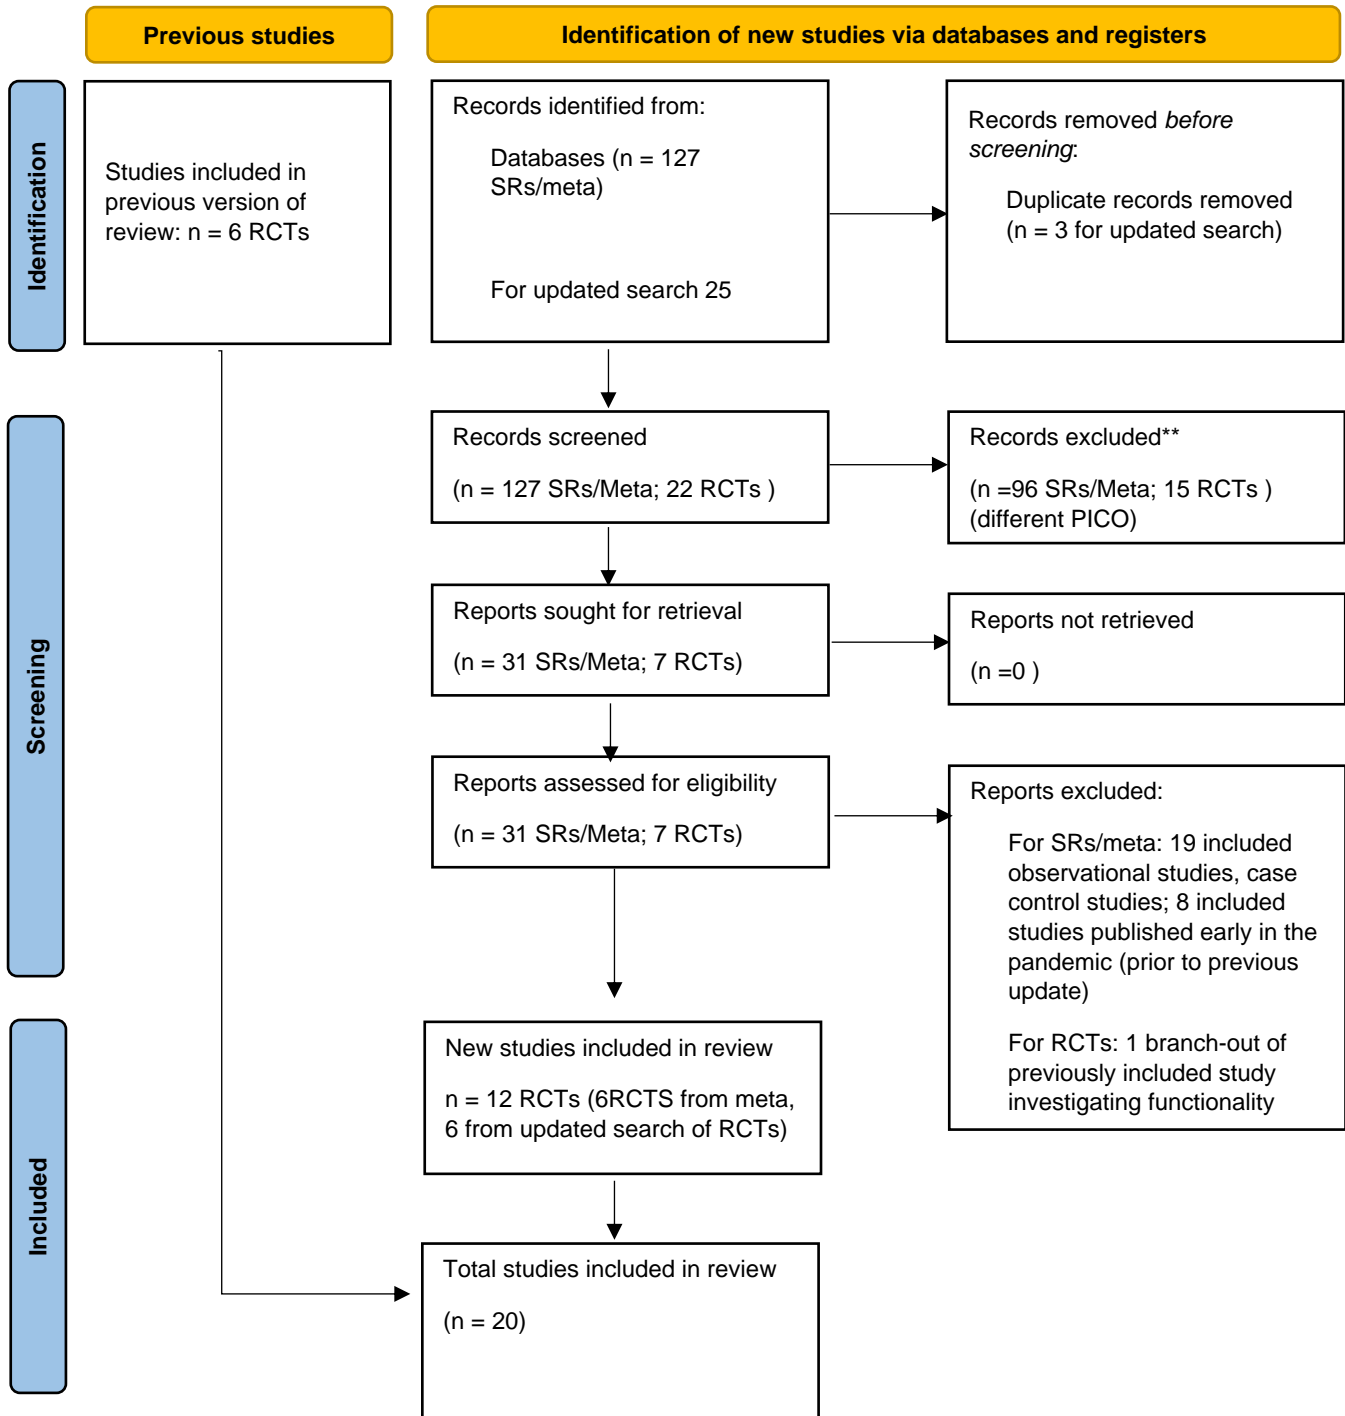 Previous studies
Identification of new studies via databases and registers
Identification
Studies included in
previous version of
review: n = 6 RCTs
Records identified from:
Databases (n = 127
SRs/meta)
For updated search 25
Records removed before
screening:
Duplicate records removed
(n = 3 for updated search)
Screening
Records screened
(n = 127 SRs/Meta; 22 RCTs )
Records excluded**
(n =96 SRs/Meta; 15 RCTs )
(different PICO)
Reports sought for retrieval
(n = 31 SRs/Meta; 7 RCTs)
Reports not retrieved
(n =0 )
Reports assessed for eligibility
(n = 31 SRs/Meta; 7 RCTs)
Reports excluded:
For SRs/meta: 19 included
observational studies, case
control studies; 8 included
studies published early in the
pandemic (prior to previous
update)
For RCTs: 1 branch-out of
previously included study
investigating functionality
Included
New studies included in review
n = 12 RCTs (6RCTS from meta,
6 from updated search of RCTs)
Total studies included in review
(n = 20)